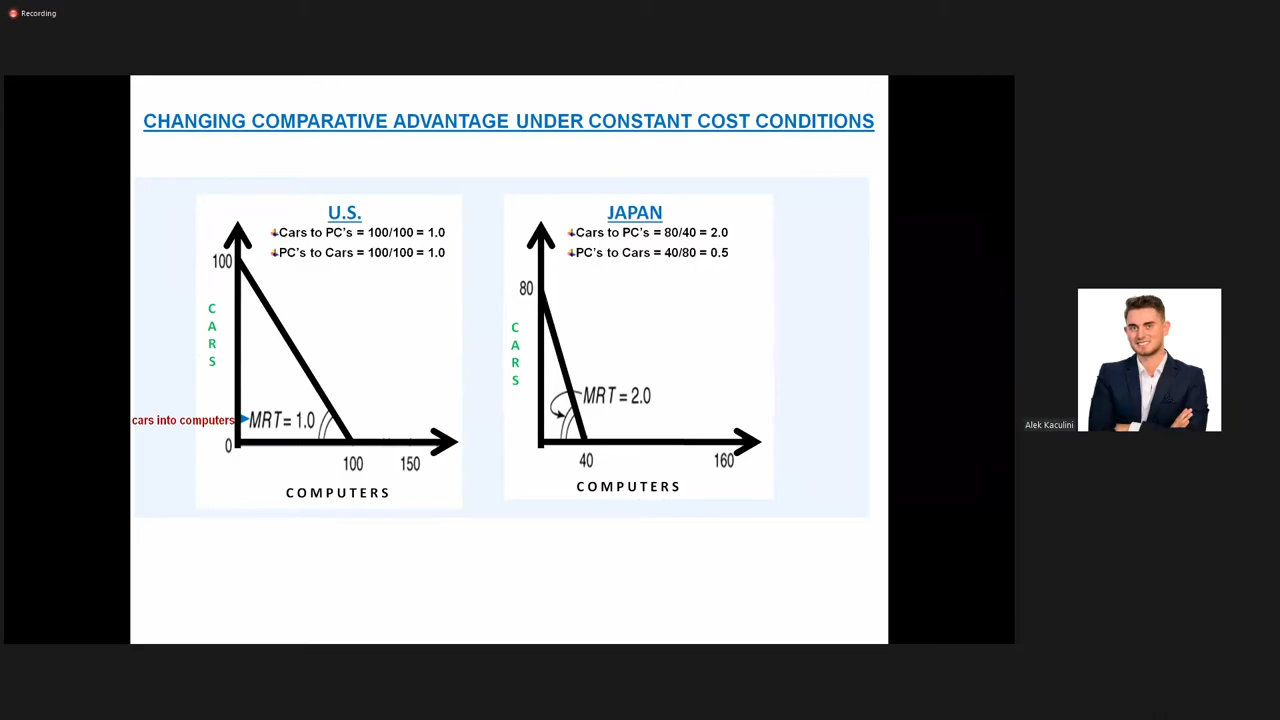 Recording
CHANGING COMPARATIVE ADVANTAGE UNDER CONSTANT COST CONDITIONS
U.S.
Cars to PC's = 100/100 = 1.0
PC's to Cars = 100/100 = 1.0
100
CARS
cars into computers
MRT = 1.0
0
100 150
COMPUTERS
JAPAN
Cars to PC's = 80/40 = 2.0
PC's to Cars = 40/80 = 0.5
80
CARS
MRT = 2.0
40 160
COMPUTERS
Alek Kaculini